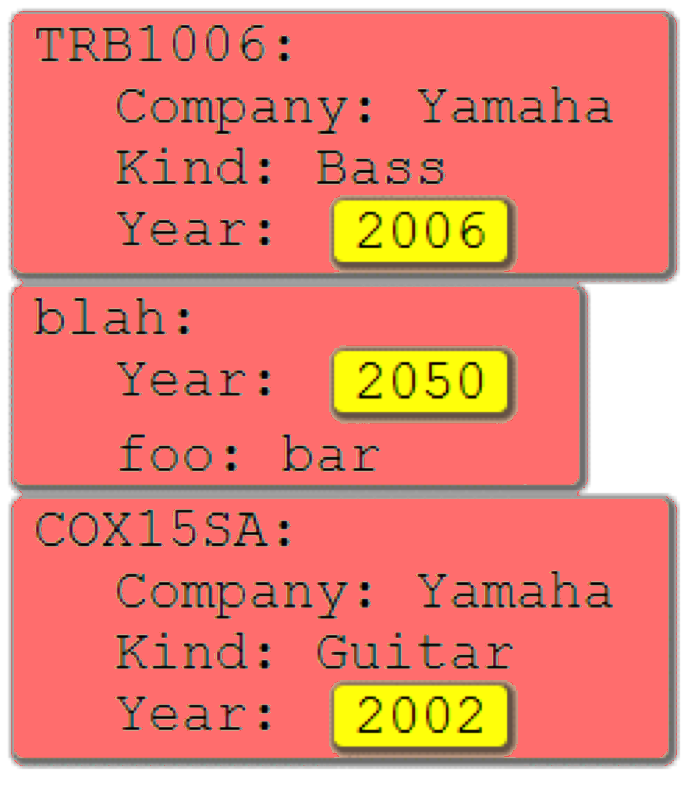 TRB1006:
Company: Yamaha
Kind: Bass
Year: 2006
blah:
Year: 2050
foo: bar
COX15SA:
Company: Yamaha
Kind: Guitar
Year: 2002